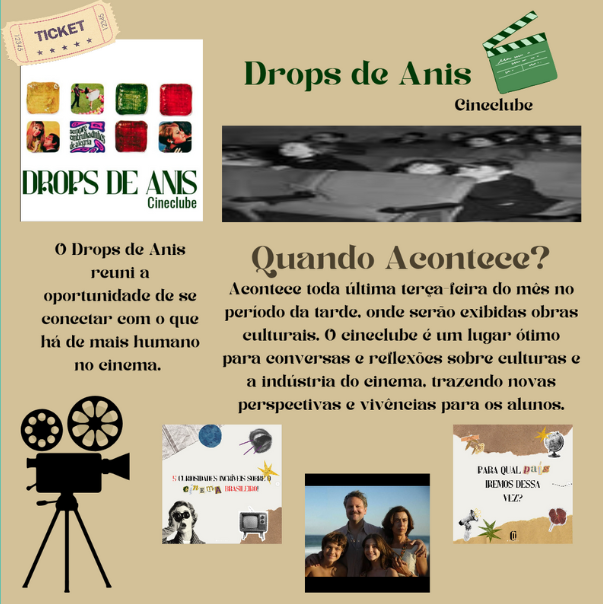 TICKET
12345
54321
DROPS DE ANIS
Cineclube
Drops de Anis
Cineclube
O Drops de Anis
reuni a
oportunidade de se
conectar com o que
há de mais humano
no cinema.
Quando Acontece?
Acontece toda última terça-feira do mês no
período da tarde, onde serão exibidas obras
culturais. O cineclube é um lugar ótimo
para conversas e reflexões sobre culturas e
a indústria do cinema, trazendo novas
perspectivas e vivências para os alunos.
5 CURIOSIDADES INCRÍVEIS SOBRE O
CINEMA BRASILEIRO!
PARA QUAL país
IREMOS DESSA
VEZ?